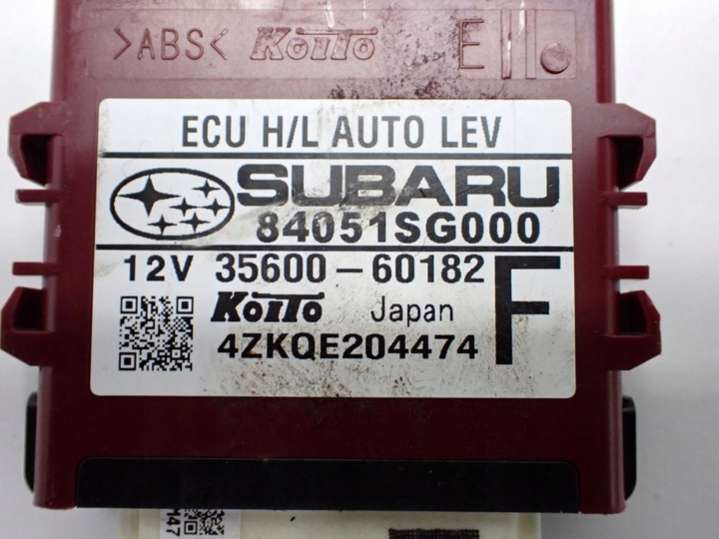 >ABS< KOITO E
ECU H/L AUTO LEV
SUBARU
84051SG000
12V 35600-60182
KOITO Japan F
4ZKQE204474